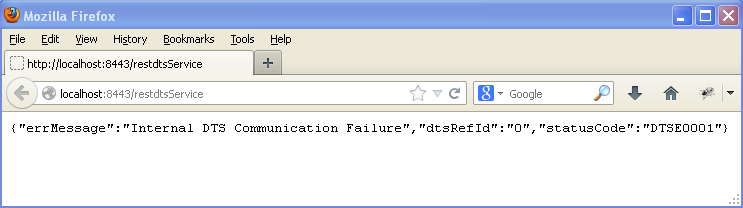 Mozilla Firefox
File Edit View History Bookmarks Tools Help
http://localhost:8443/restdtsService
localhost:8443/restdtsService
Google
{"errMessage":"Internal DTS Communication Failure","dtsRefId":"0","statusCode":"DTSE0001"}